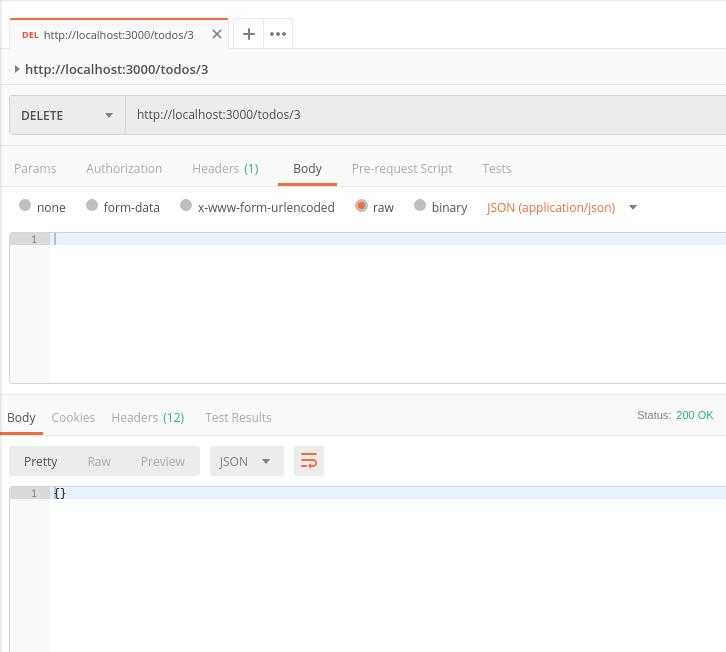 DEL http://localhost:3000/todos/3
http://localhost:3000/todos/3
DELETE http://localhost:3000/todos/3
Params Authorization Headers (1) Body Pre-request Script Tests
none form-data x-www-form-urlencoded raw binary JSON (application/json)
1
Body Cookies Headers (12) Test Results Status: 200 OK
Pretty Raw Preview JSON
1 {}